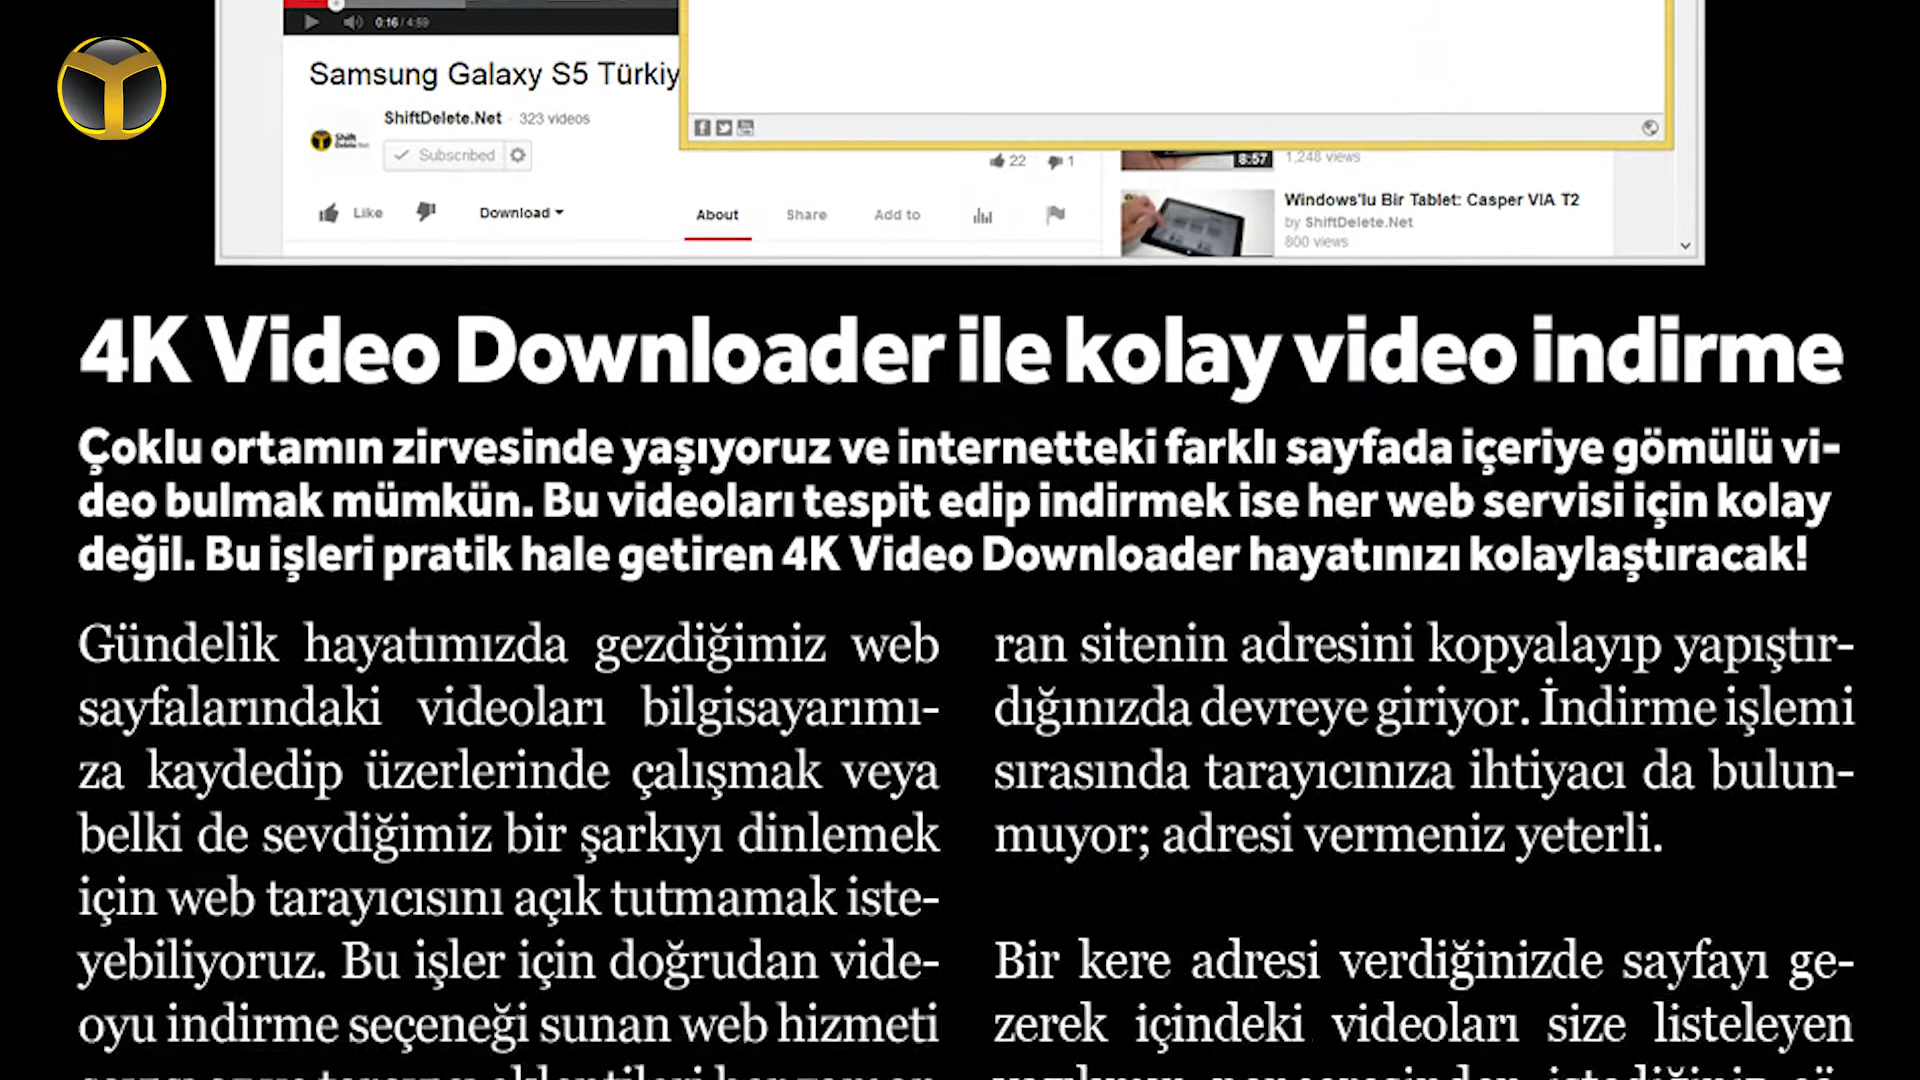 0:16 / 4:59
Samsung Galaxy S5 Türkiy
ShiftDelete.Net · 323 videos
Shift
Delete.Net
Subscribed
22 1
Like
Download
About
Share
Add to
8:57
1,248 views
Windows'lu Bir Tablet: Casper VIA T2
by ShiftDelete.Net
800 views
4K Video Downloader ile kolay video indirme
Çoklu ortamın zirvesinde yaşıyoruz ve internetteki farklı sayfada içeriye gömülü vi-
deo bulmak mümkün. Bu videoları tespit edip indirmek ise her web servisi için kolay
değil. Bu işleri pratik hale getiren 4K Video Downloader hayatınızı kolaylaştıracak!
Gündelik hayatımızda gezdiğimiz web
sayfalarındaki videoları bilgisayarımı-
za kaydedip üzerlerinde çalışmak veya
belki de sevdiğimiz bir şarkıyı dinlemek
için web tarayıcısını açık tutmamak iste-
yebiliyoruz. Bu işler için doğrudan vide-
oyu indirme seçeneği sunan web hizmeti
ran sitenin adresini kopyalayıp yapıştır-
dığınızda devreye giriyor. İndirme işlemi
sırasında tarayıcınıza ihtiyacı da bulun-
muyor; adresi vermeniz yeterli.
Bir kere adresi verdiğinizde sayfayı ge-
zerek içindeki videoları size listeleyen